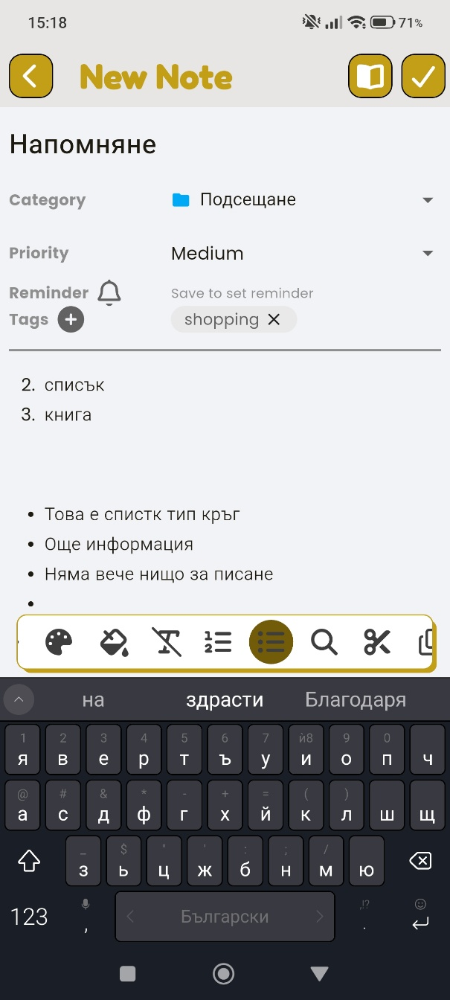 15:18
71%
New Note
Напомняне
Category Подсещане
Priority Medium
Reminder Save to set reminder
Tags shopping
2. списък
3. книга
• Това е спистк тип кръг
• Още информация
• Няма вече нищо за писане
•
на здрасти Благодаря
1 2 3 4 5 6 7 ѝ8 9 0
я в е р т ъ у и о п ч
@ # & * - + = ( )
а с д ф г х й к л ш щ
_ $ " ' : ; /
з ь ц ж б н м ю
123 , Български ,!? .